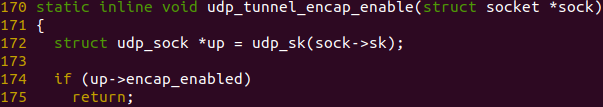 170 static inline void udp_tunnel_encap_enable(struct socket *sock)
171 {
172   struct udp_sock *up = udp_sk(sock->sk);
173
174   if (up->encap_enabled)
175     return;